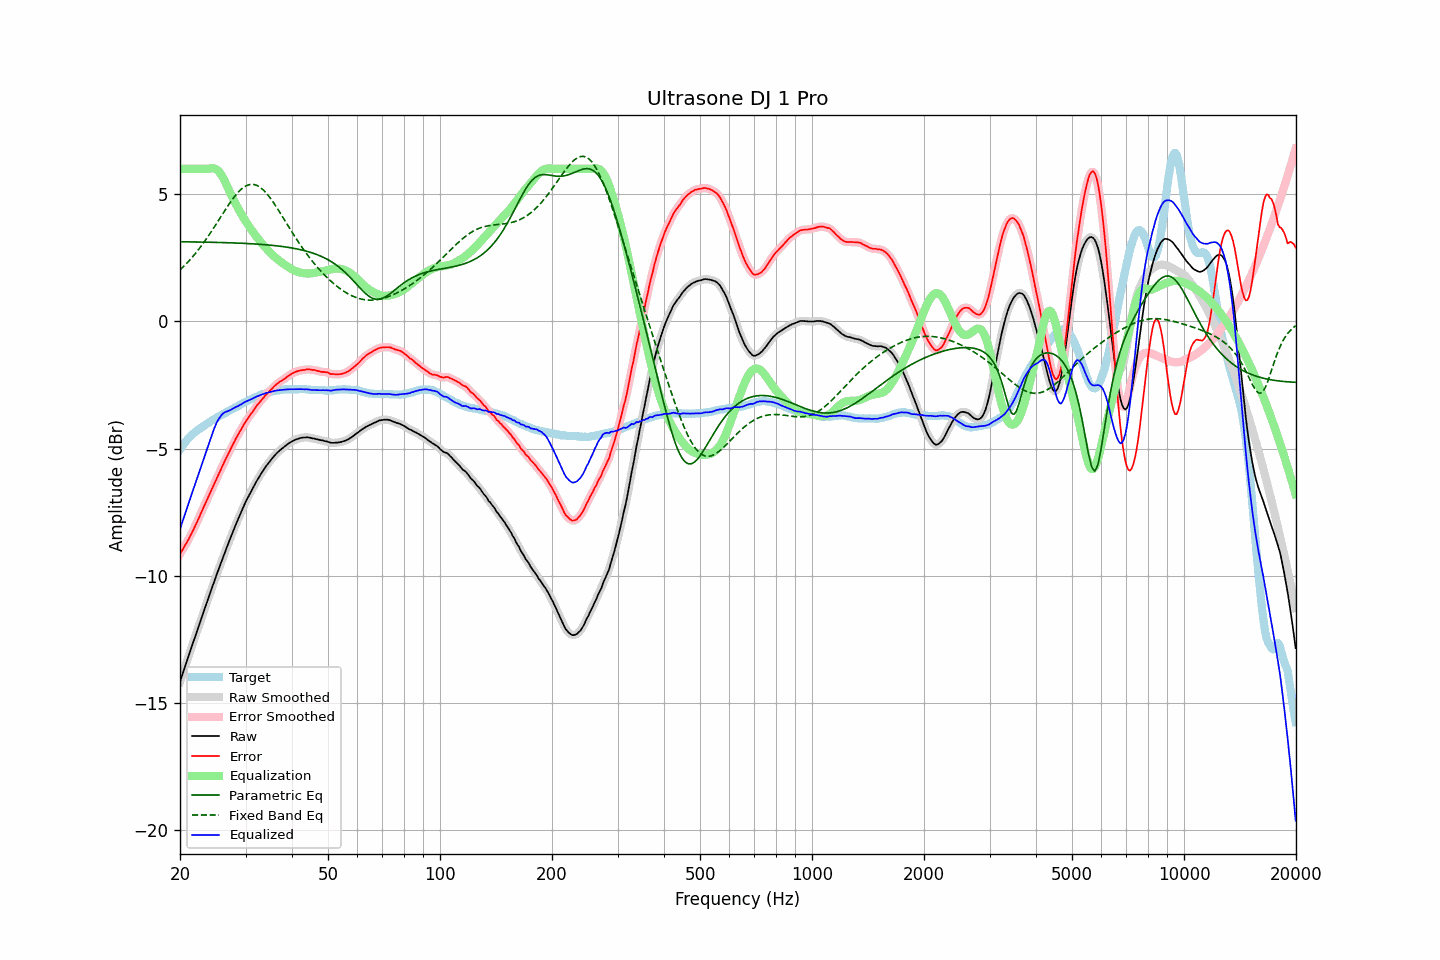 Ultrasone DJ 1 Pro
Amplitude (dBr)
5
0
−5
−10
−15
−20
Target
Raw Smoothed
Error Smoothed
Raw
Error
Equalization
Parametric Eq
Fixed Band Eq
Equalized
20 50 100 200 500 1000 2000 5000 10000 20000
Frequency (Hz)